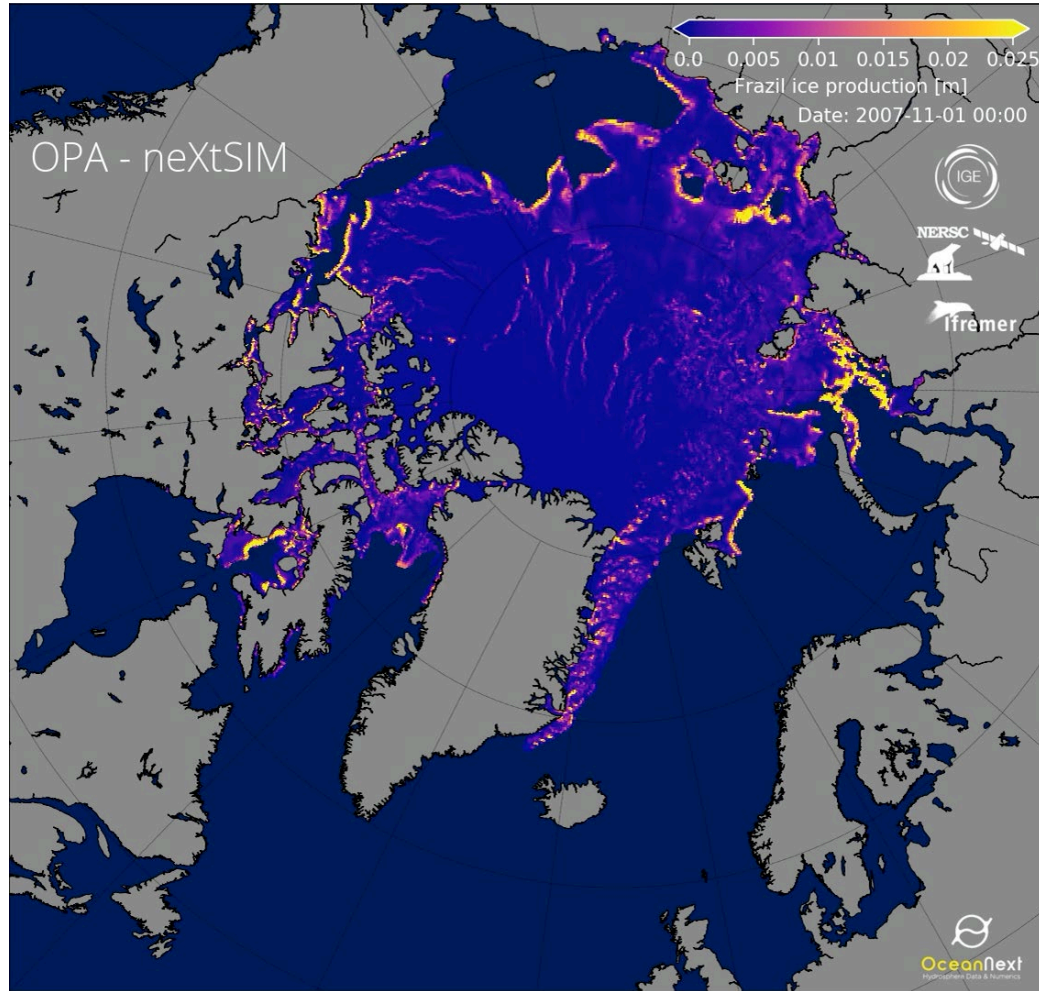 0.0 0.005 0.01 0.015 0.02 0.025
Frazil ice production [m]
Date: 2007-11-01 00:00
OPA - neXtSIM
IGE
NERSC
Ifremer
OceanNext
Hydrosphere Data & Numerics